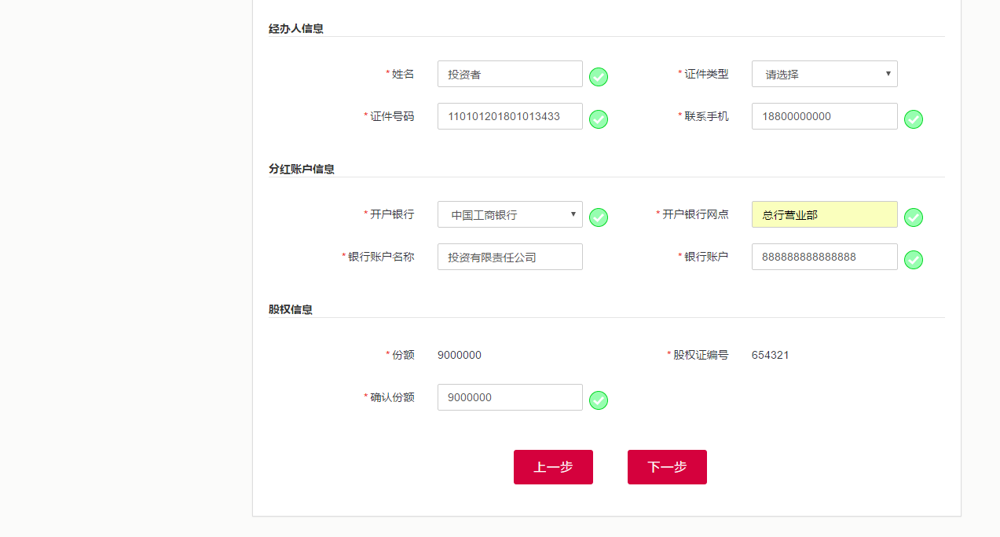 经办人信息
*姓名 投资者 *证件类型 请选择
*证件号码 110101201801013433 *联系手机 18800000000
分红账户信息
*开户银行 中国工商银行 *开户银行网点 总行营业部
*银行账户名称 投资有限责任公司 *银行账户 888888888888888
股权信息
*份额 9000000 *股权证编号 654321
*确认份额 9000000
上一步 下一步